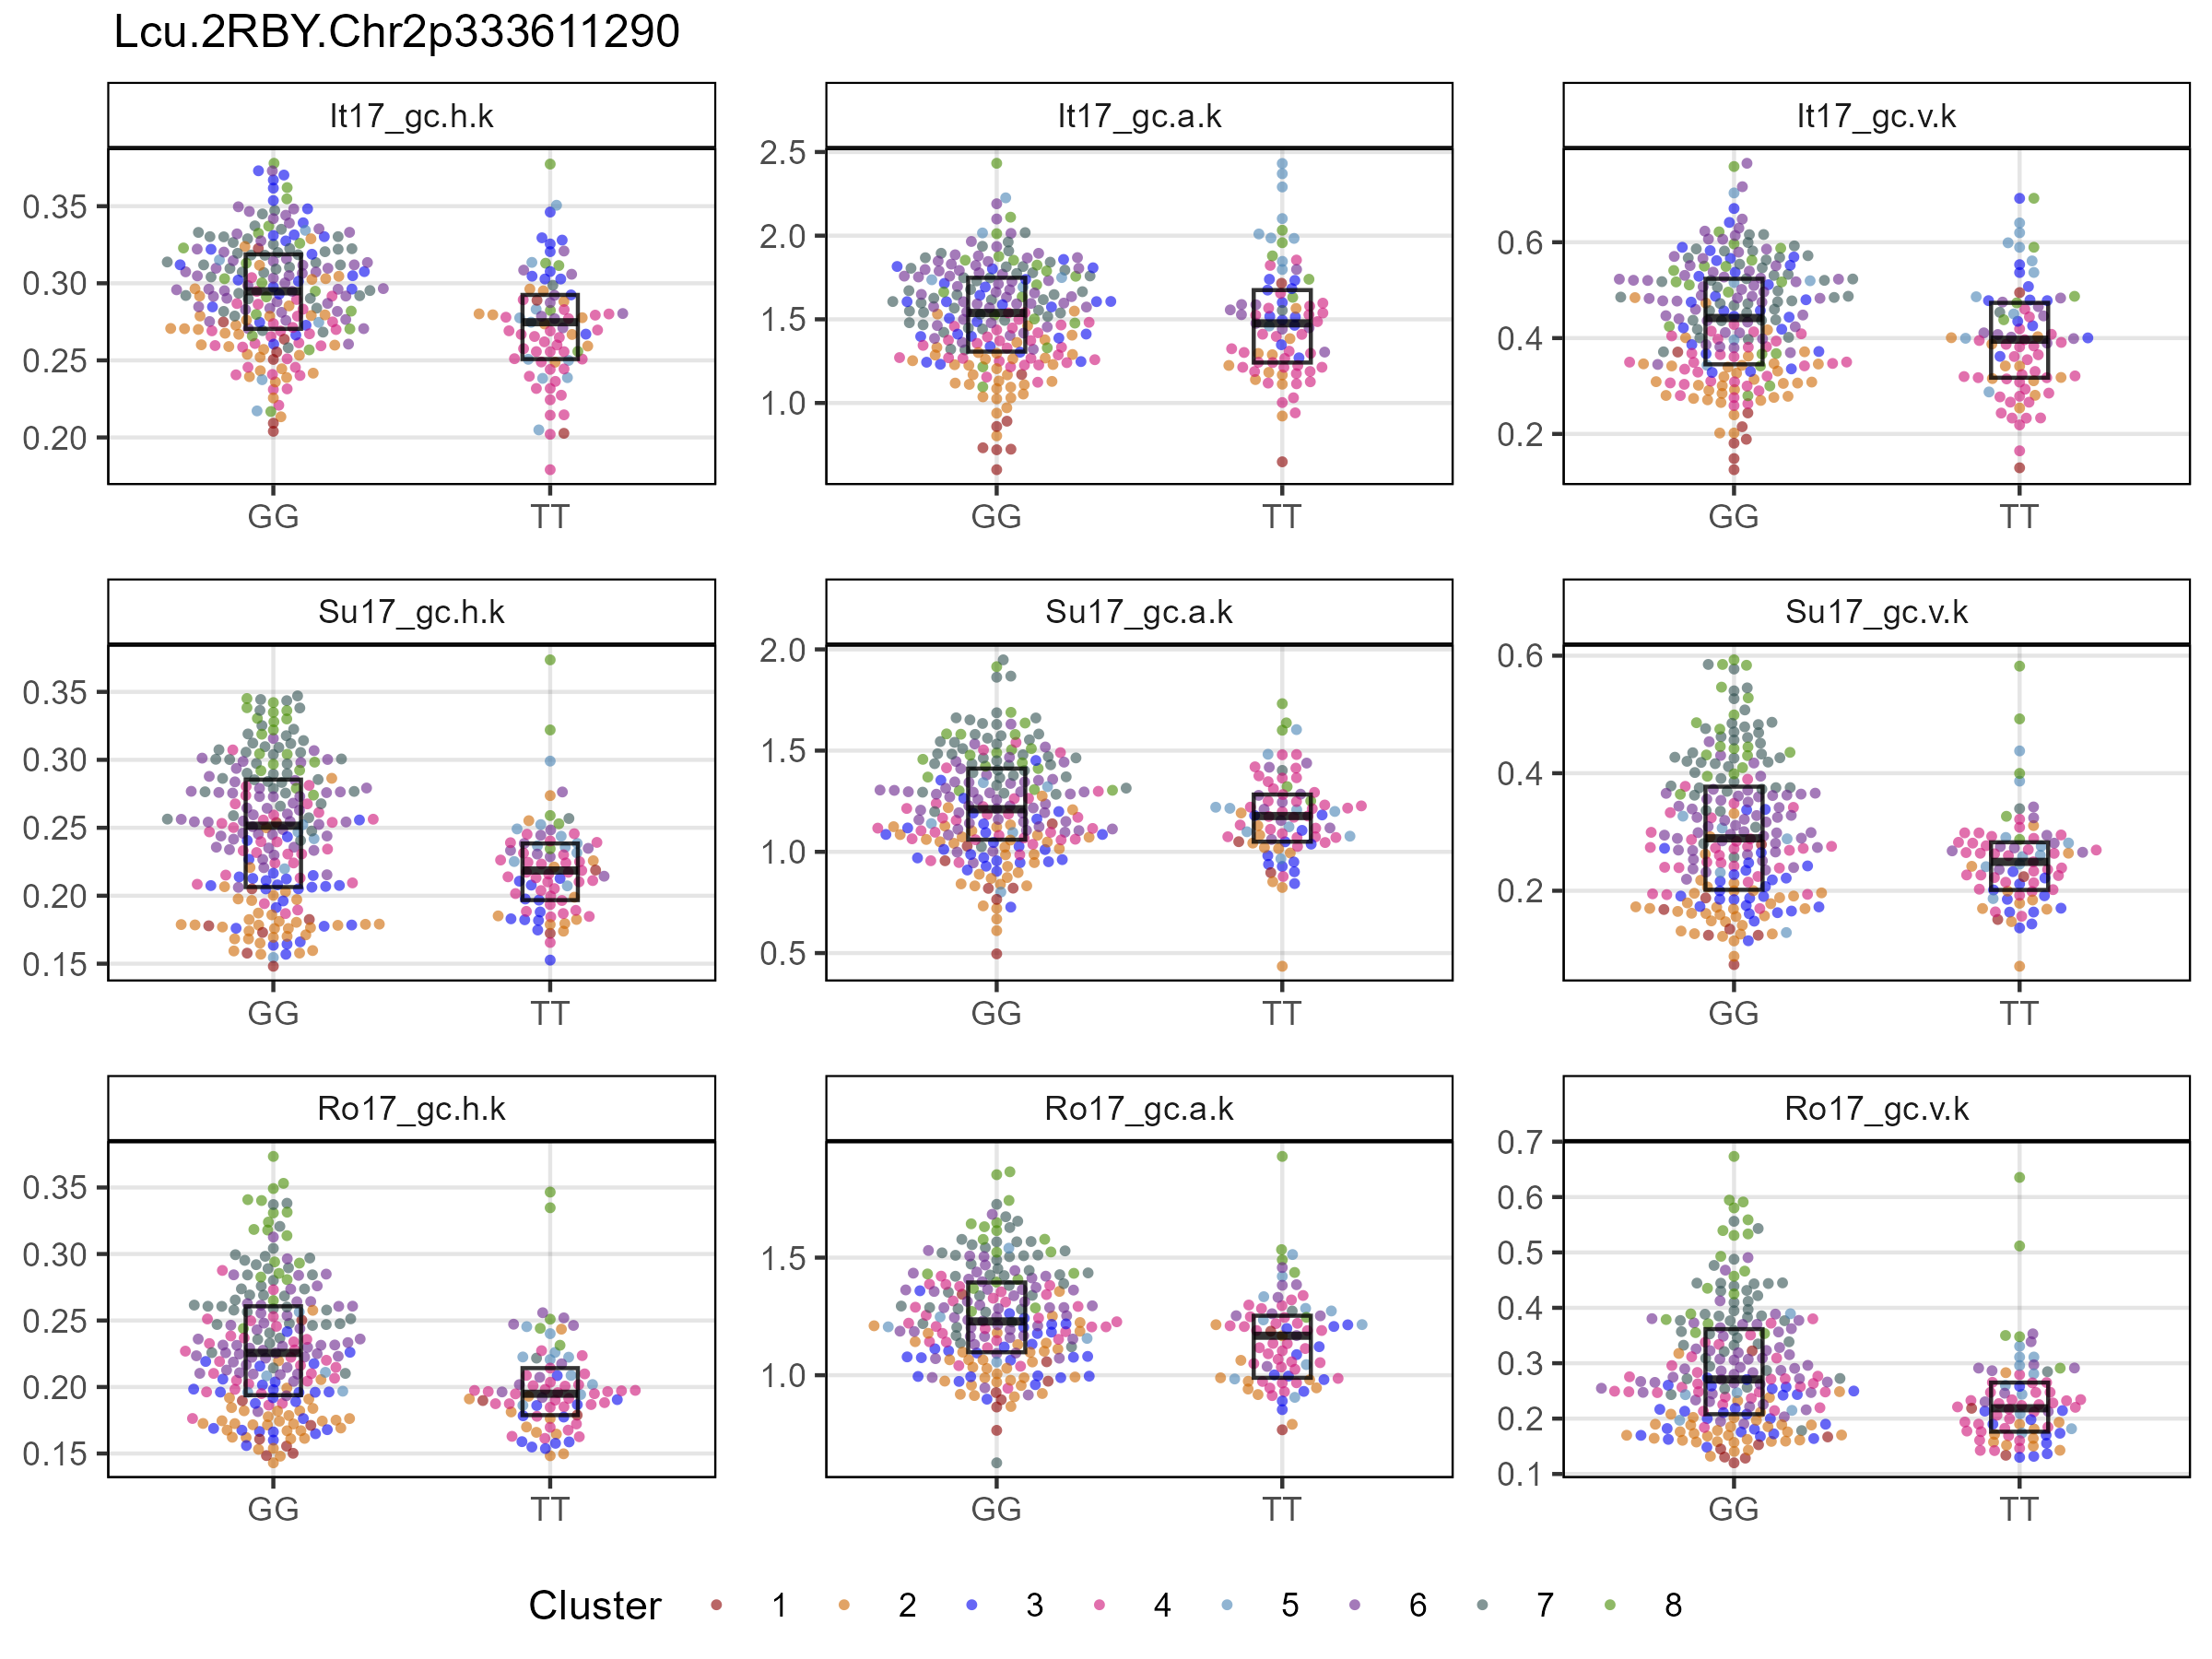 Lcu.2RBY.Chr2p333611290
It17_gc.h.k
It17_gc.a.k
It17_gc.v.k
0.35
0.30
0.25
0.20
2.5
2.0
1.5
1.0
0.6
0.4
0.2
GG TT
GG TT
GG TT
Su17_gc.h.k
Su17_gc.a.k
Su17_gc.v.k
0.35
0.30
0.25
0.20
0.15
2.0
1.5
1.0
0.5
0.6
0.4
0.2
GG TT
GG TT
GG TT
Ro17_gc.h.k
Ro17_gc.a.k
Ro17_gc.v.k
0.35
0.30
0.25
0.20
0.15
1.5
1.0
0.7
0.6
0.5
0.4
0.3
0.2
0.1
GG TT
GG TT
GG TT
Cluster 1 2 3 4 5 6 7 8